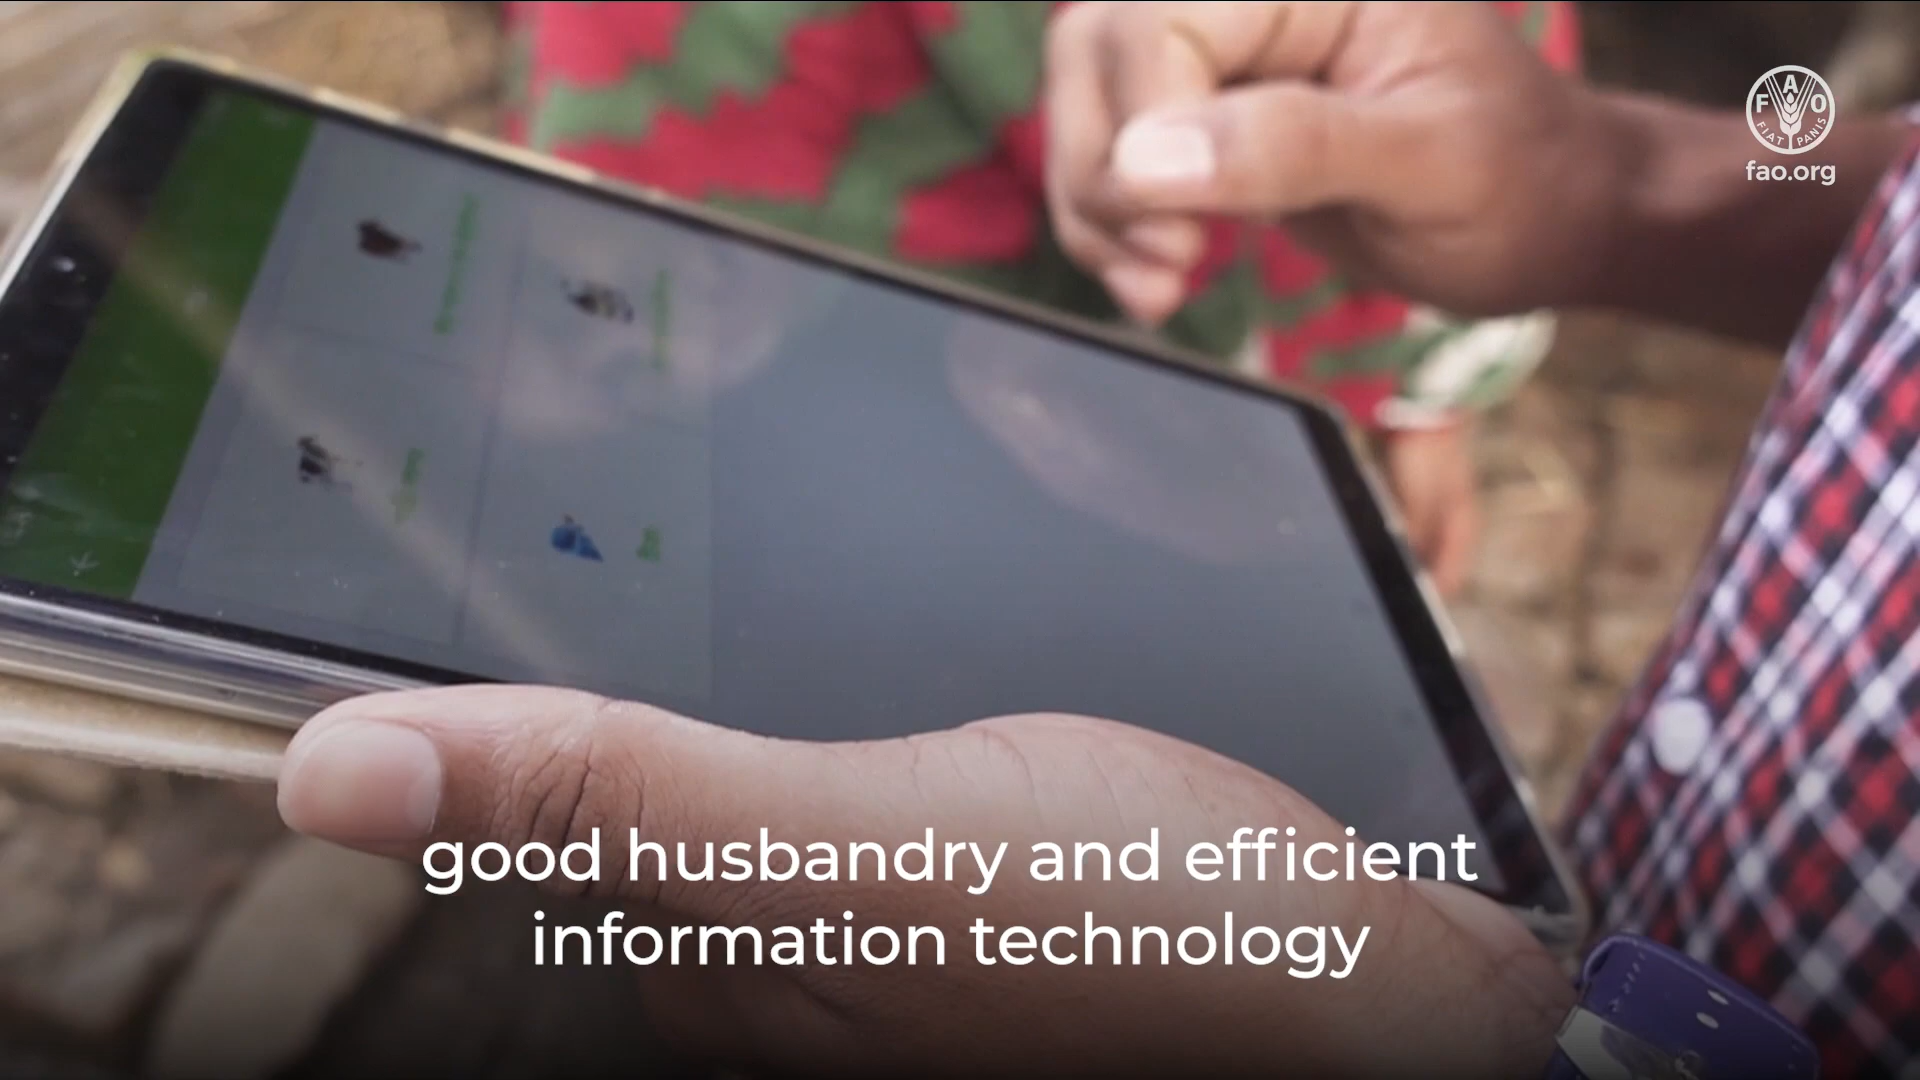 FAO
FIAT PANIS
fao.org
good husbandry and efficient
information technology